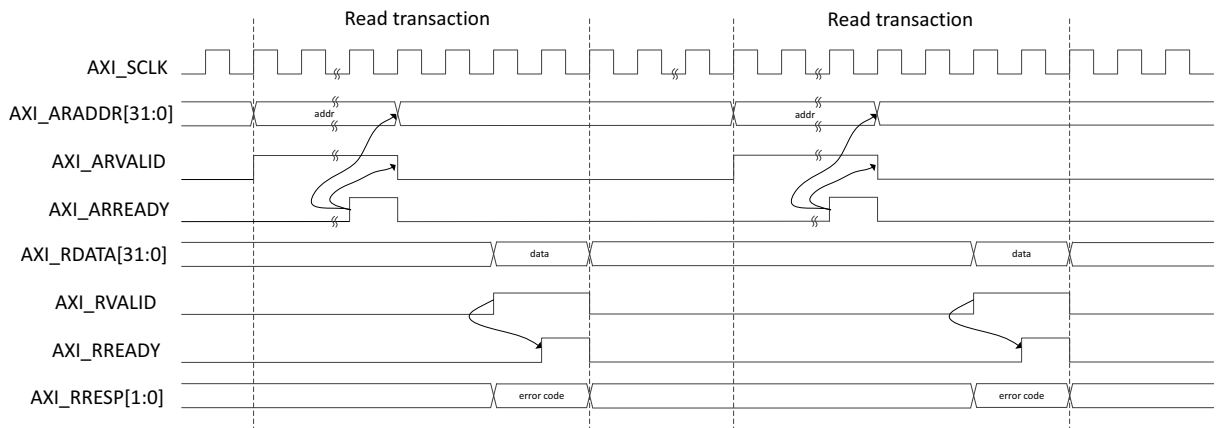 Read transaction Read transaction
AXI_SCLK
AXI_ARADDR[31:0] addr addr
AXI_ARVALID
AXI_ARREADY
AXI_RDATA[31:0] data data
AXI_RVALID
AXI_RREADY
AXI_RRESP[1:0] error code error code